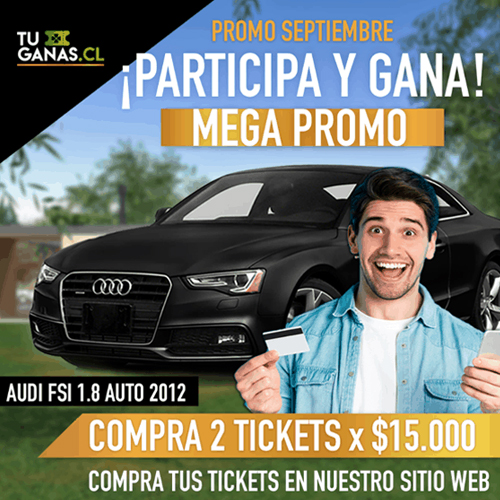 TU
GANAS.CL
PROMO SEPTIEMBRE
¡PARTICIPA Y GANA!
MEGA PROMO
AUDI FSI 1.8 AUTO 2012
COMPRA 2 TICKETS x $15.000
COMPRA TUS TICKETS EN NUESTRO SITIO WEB